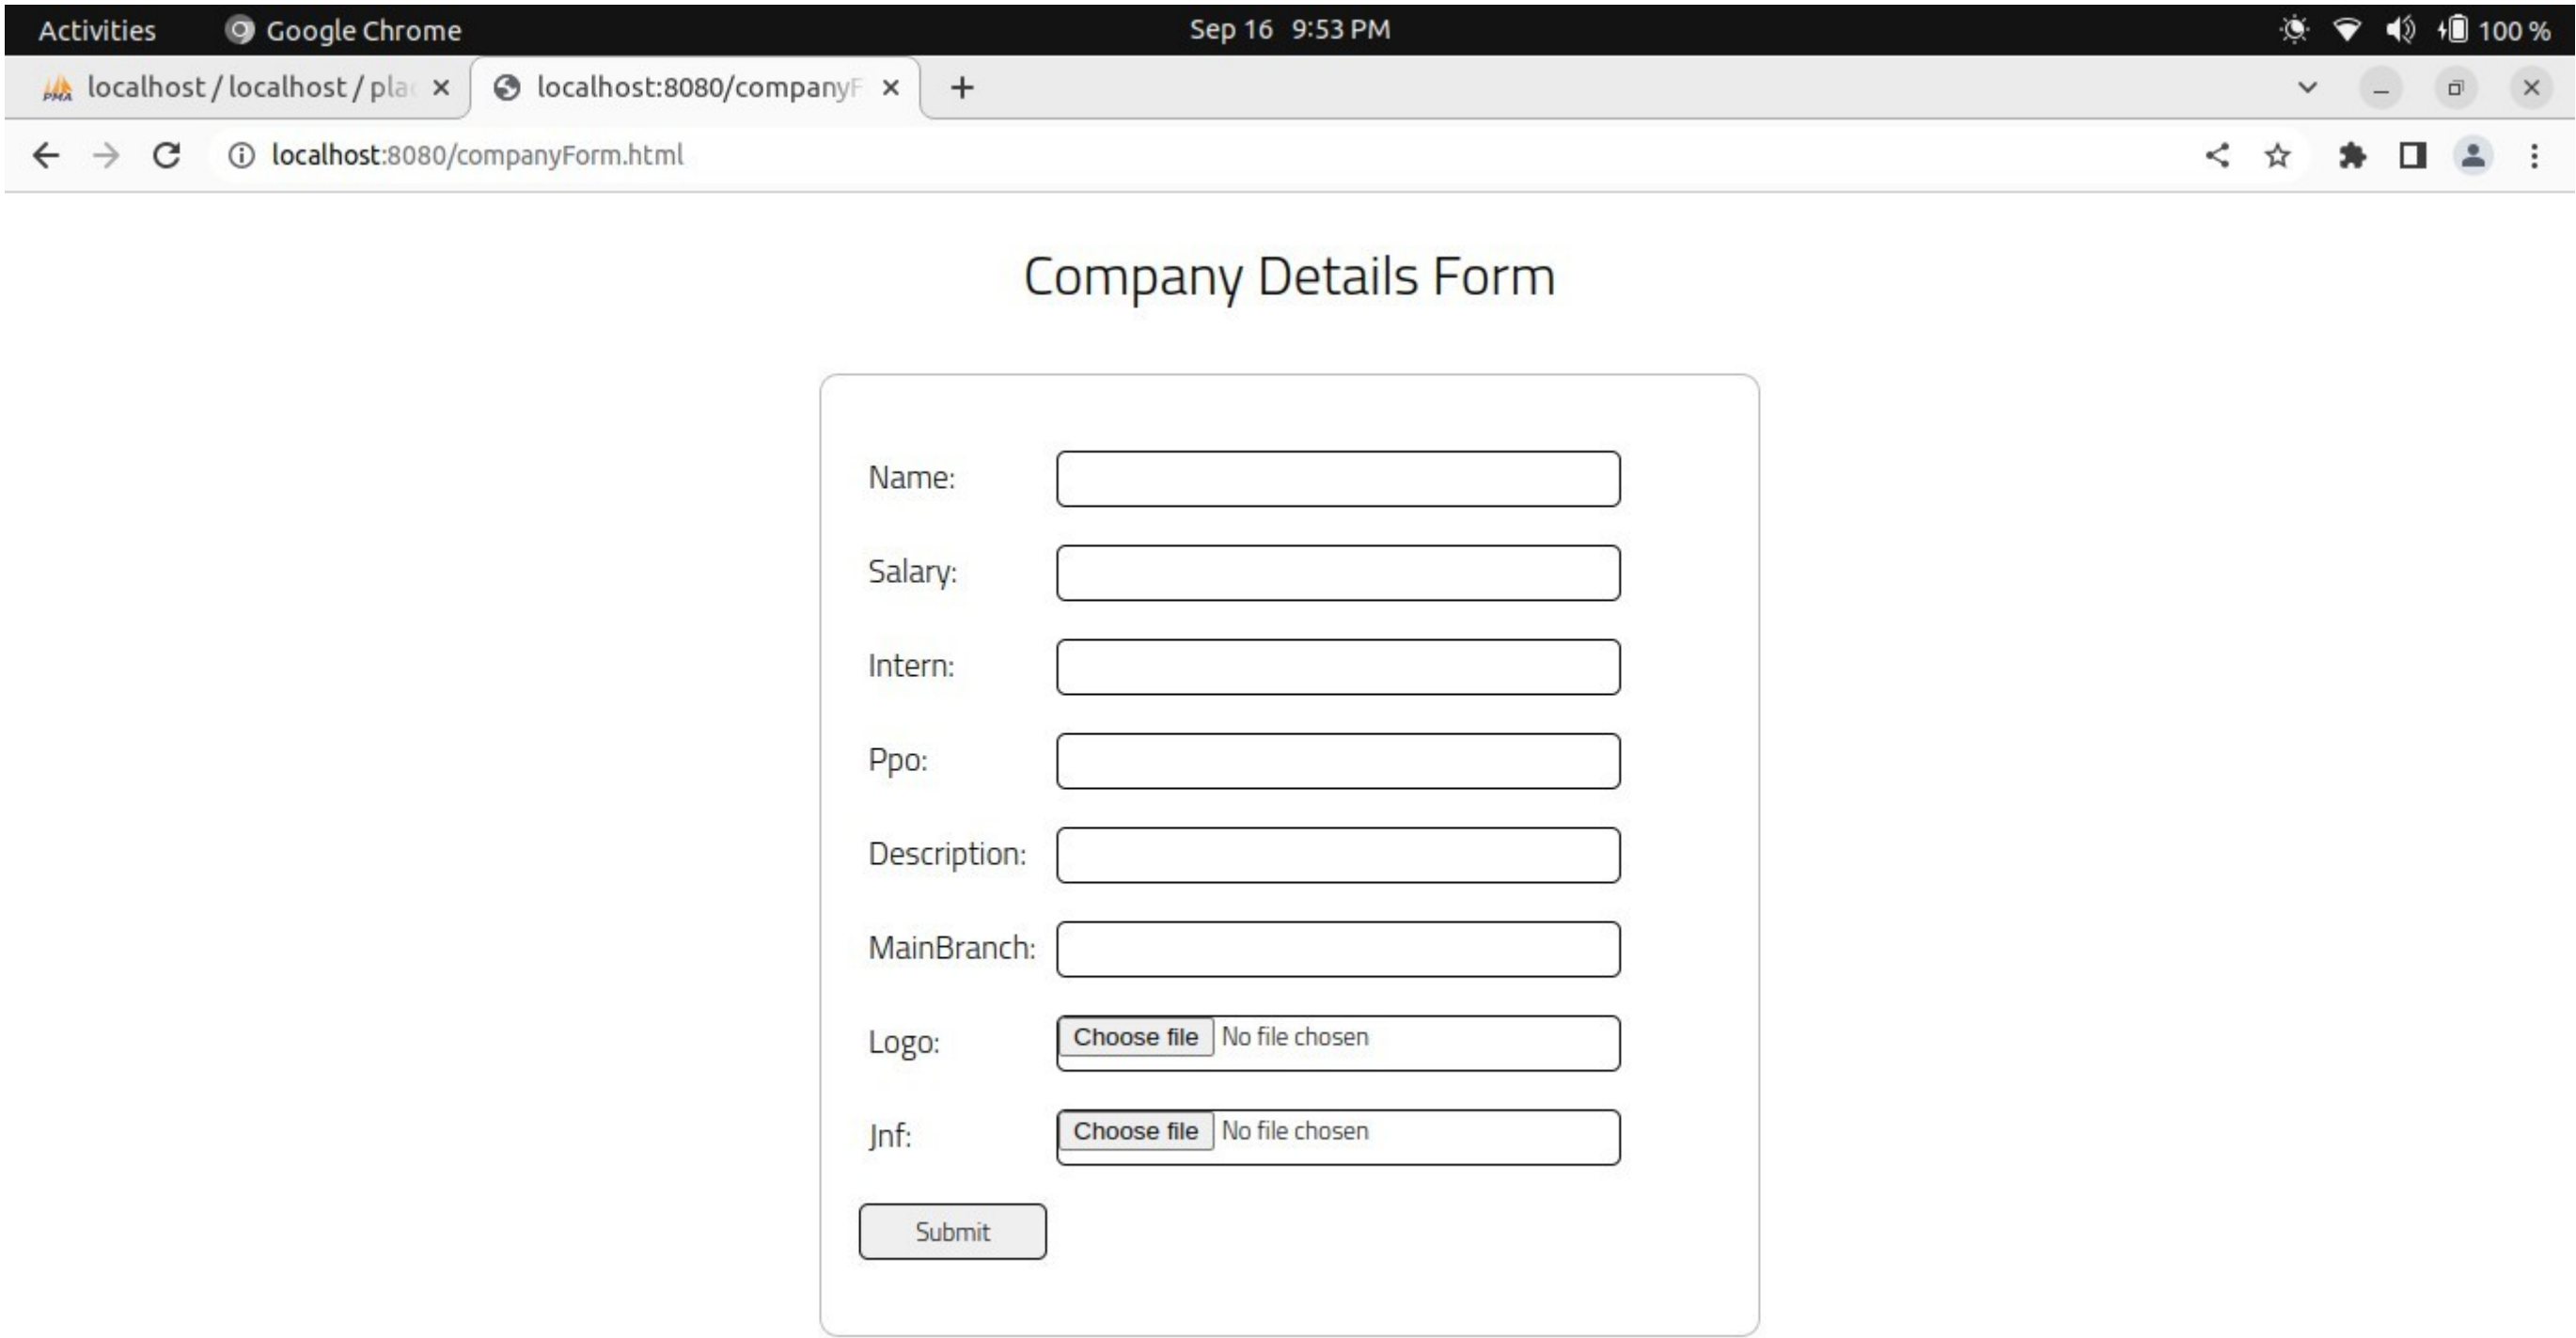 Activities Google Chrome Sep 16 9:53 PM 100 %
PMA localhost / localhost / pla localhost:8080/companyF
localhost:8080/companyForm.html
Company Details Form
Name:
Salary:
Intern:
Ppo:
Description:
MainBranch:
Logo: Choose file No file chosen
Jnf: Choose file No file chosen
Submit